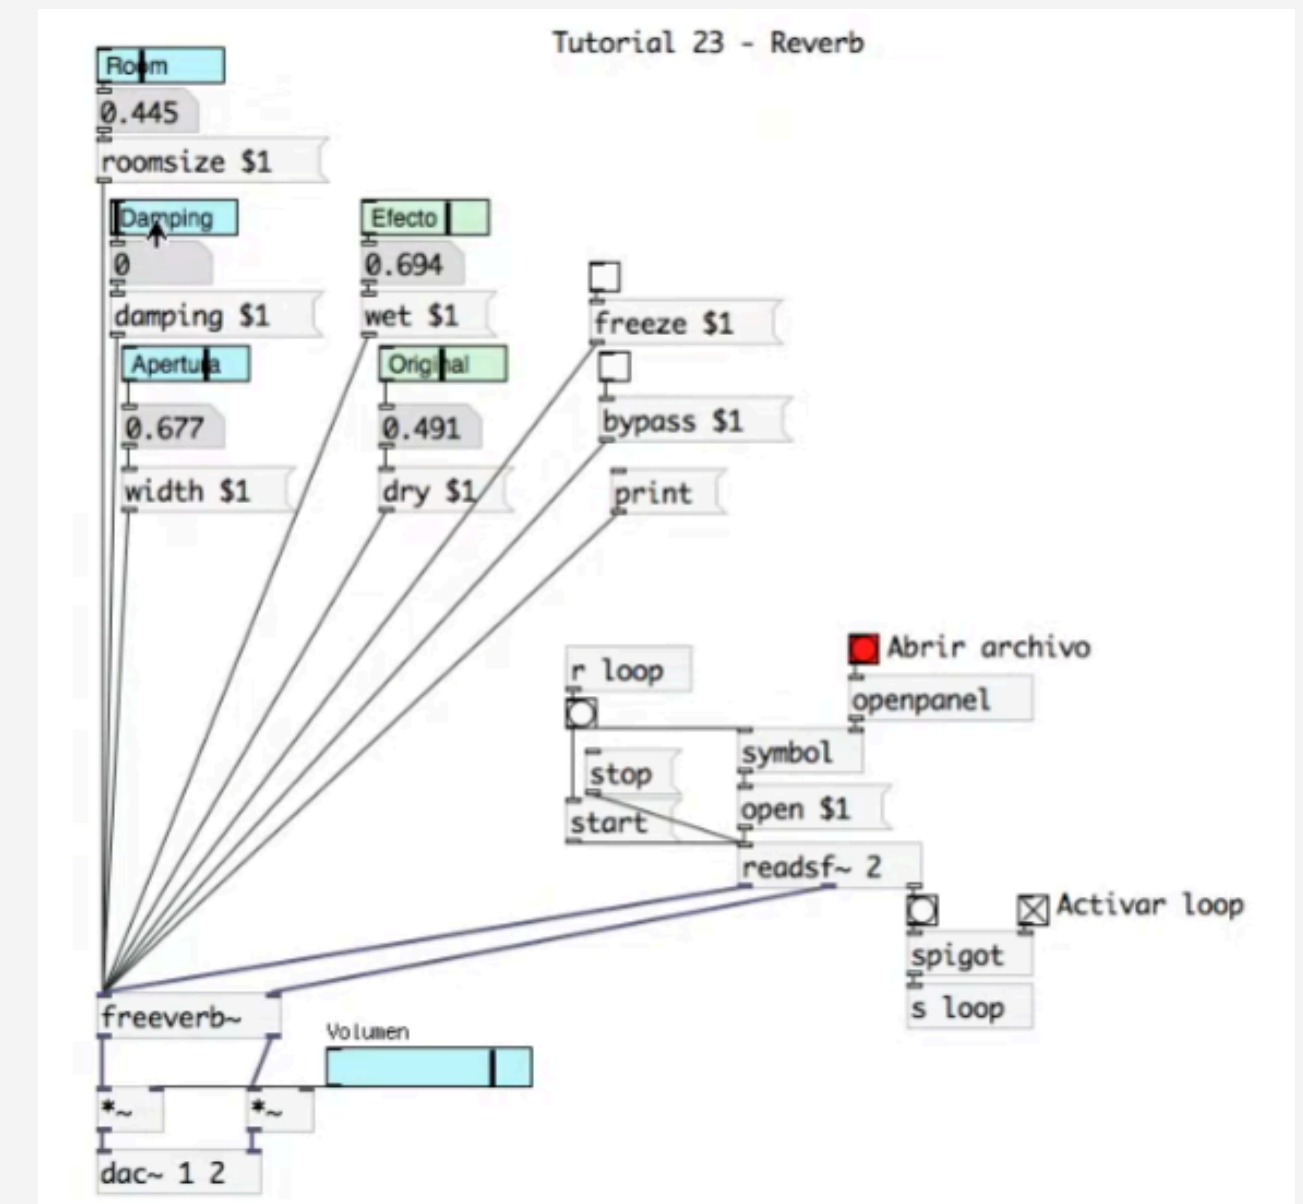 Tutorial 23 - Reverb
Room
0.445
roomsize $1
Damping
0
damping $1
Apertura
0.677
width $1
Efecto
0.694
wet $1
Original
0.491
dry $1
freeze $1
bypass $1
print
r loop
stop
start
Abrir archivo
openpanel
symbol
open $1
readsf~ 2
Activar loop
spigot
s loop
freeverb~
Volumen
*~
*~
dac~ 1 2